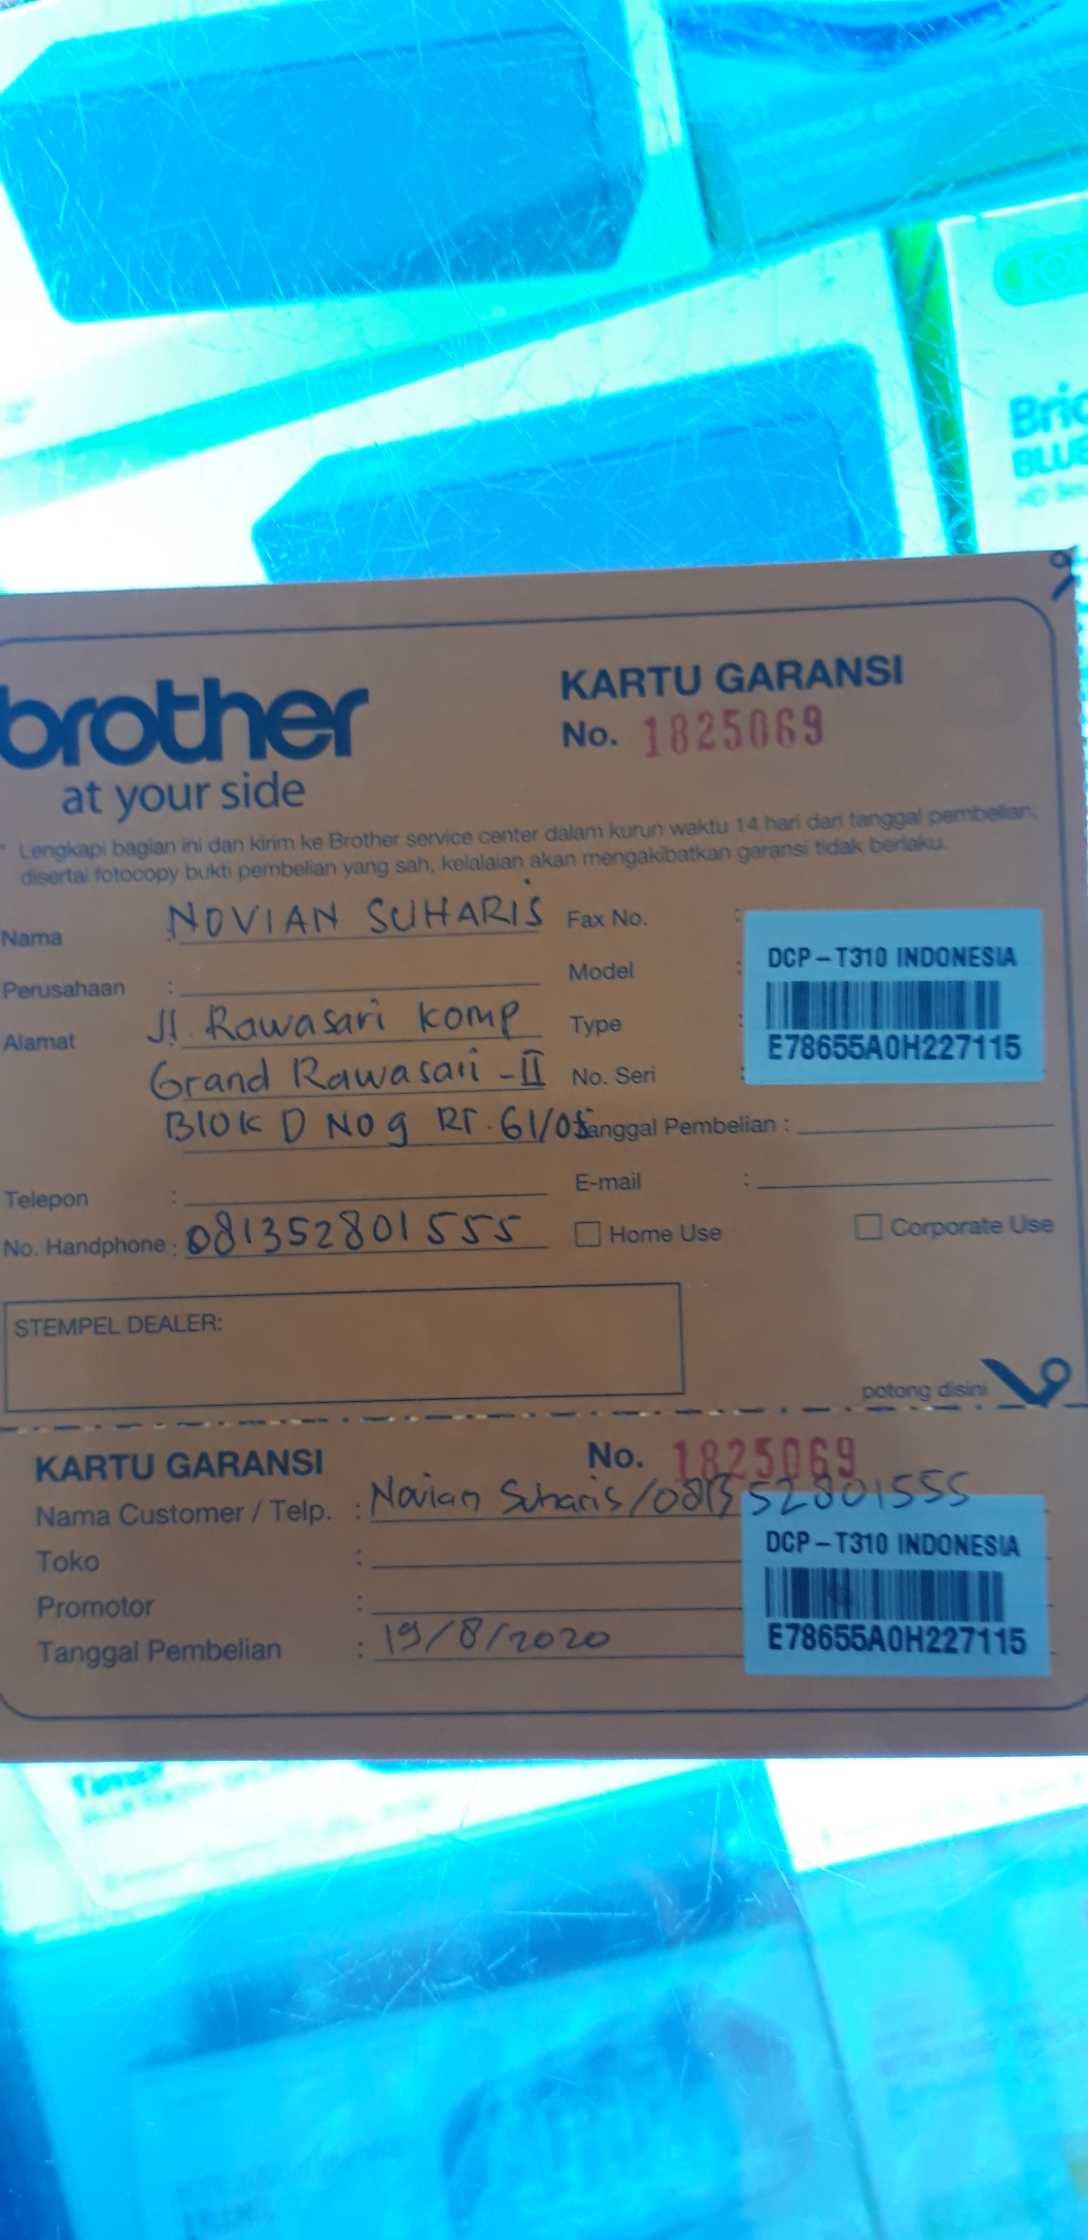 Bric
BLUE
brother
at your side
KARTU GARANSI
No. 1825069
* Lengkapi bagian ini dan kirim ke Brother service center dalam kurun waktu 14 hari dari tanggal pembelian,
disertai fotocopy bukti pembelian yang sah, kelalaian akan mengakibatkan garansi tidak berlaku.
Nama : NOVIAN SUHARIS
Perusahaan :
Alamat : Jl. Rawasari Komp
Grand Rawasari - II
Blok D No 9 RT. 61/05
Telepon :
No. Handphone : 081352801555
Fax No. :
Model :
Type :
No. Seri :
DCP - T310 INDONESIA
E78655A0H227115
Tanggal Pembelian :
E-mail :
Home Use Corporate Use
STEMPEL DEALER:
potong disini
KARTU GARANSI No. 1825069
Nama Customer / Telp. : Novian Suharis/081352801555
Toko :
Promotor :
Tanggal Pembelian : 19/8/2020
DCP - T310 INDONESIA
E78655A0H227115